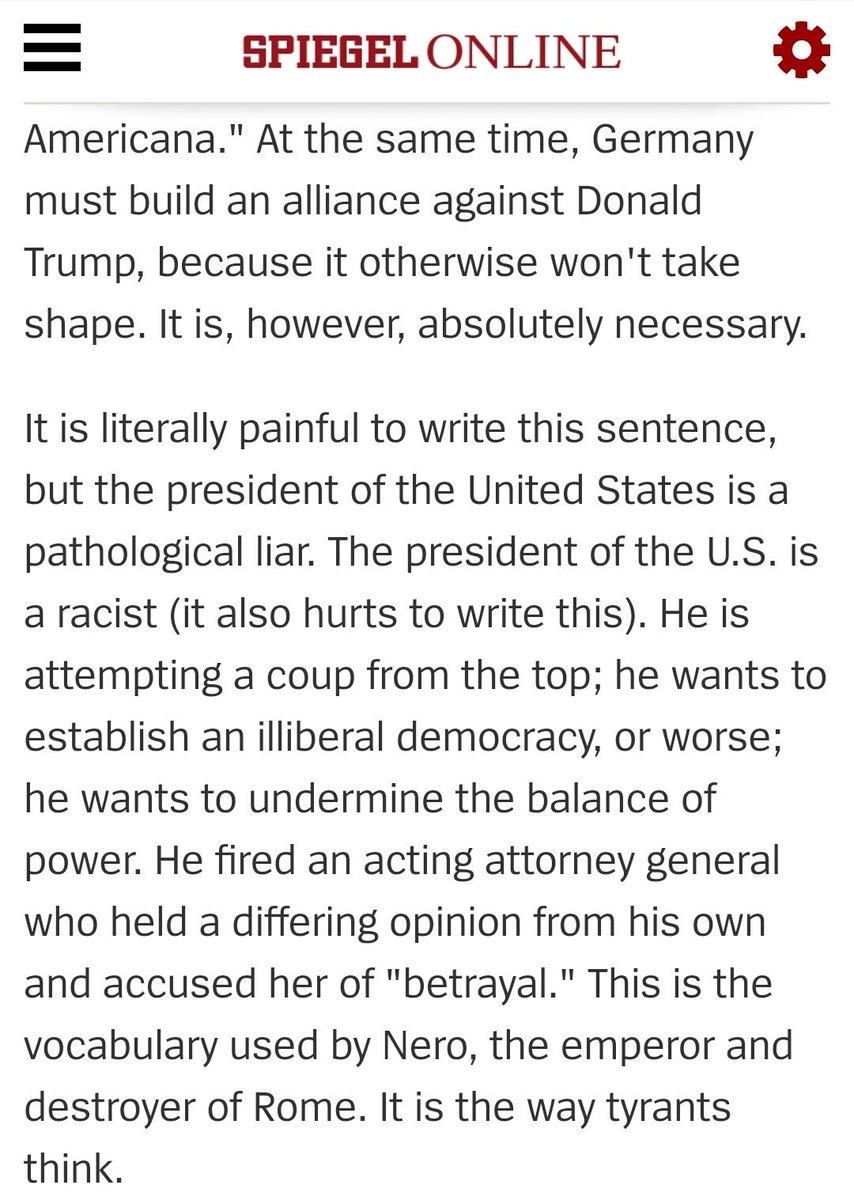 SPIEGEL ONLINE
Americana." At the same time, Germany
must build an alliance against Donald
Trump, because it otherwise won't take
shape. It is, however, absolutely necessary.
It is literally painful to write this sentence,
but the president of the United States is a
pathological liar. The president of the U.S. is
a racist (it also hurts to write this). He is
attempting a coup from the top; he wants to
establish an illiberal democracy, or worse;
he wants to undermine the balance of
power. He fired an acting attorney general
who held a differing opinion from his own
and accused her of "betrayal." This is the
vocabulary used by Nero, the emperor and
destroyer of Rome. It is the way tyrants
think.